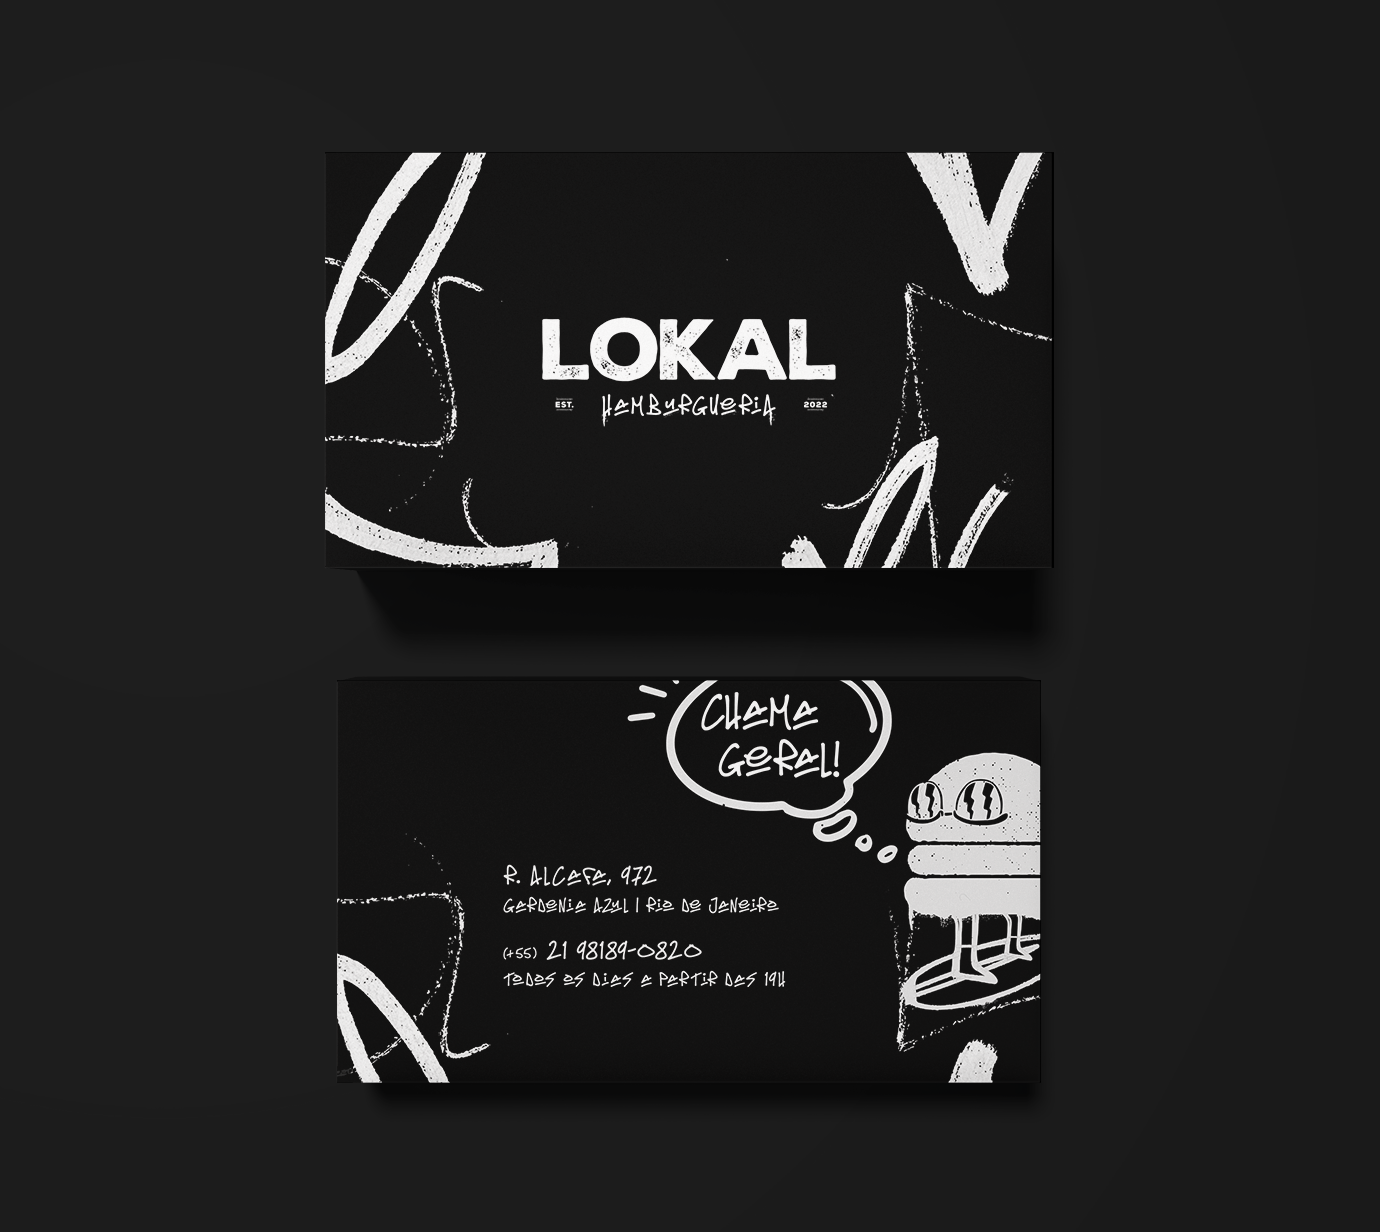 LOKAL
EST. HAMBURGUERIA 2022
CHAMA
GERAL!
R. ALCAFA, 972
GARDENIA AZUL | RIO DE JANEIRO
(+55) 21 98189-0820
TODOS OS DIAS A PARTIR DAS 19H